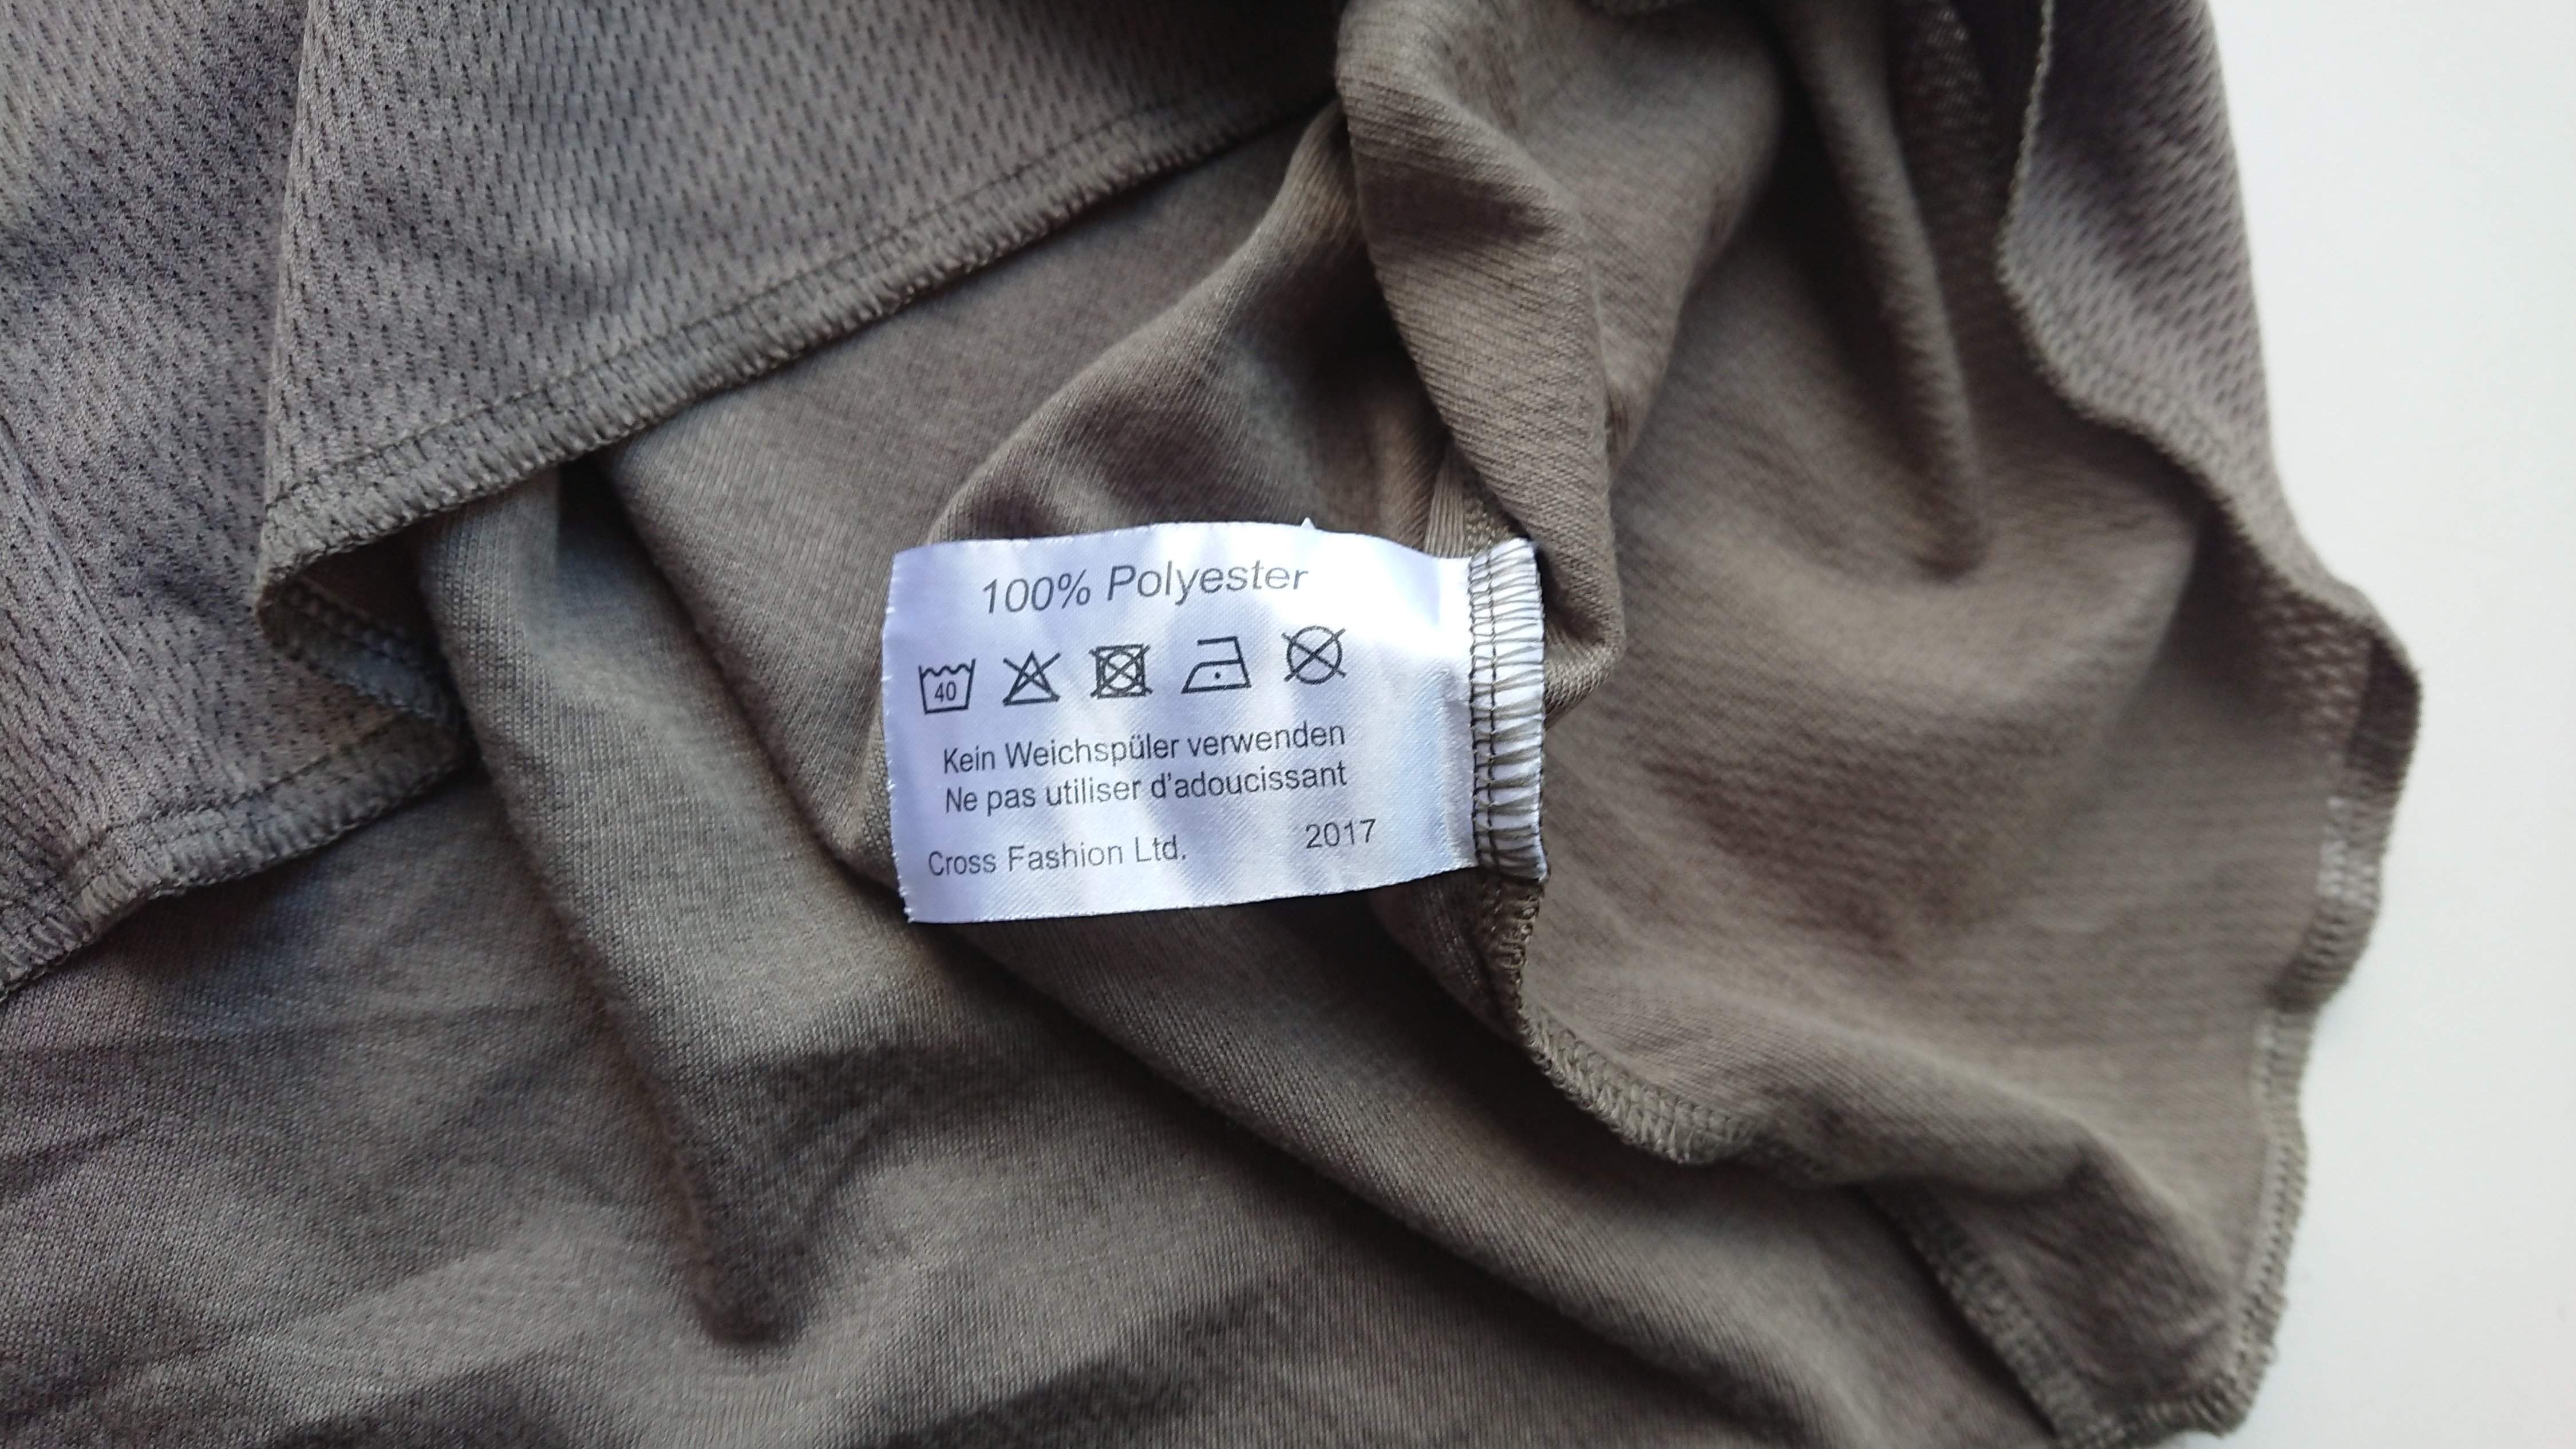 100% Polyester
40
Kein Weichspüler verwenden
Ne pas utiliser d'adoucissant
Cross Fashion Ltd. 2017